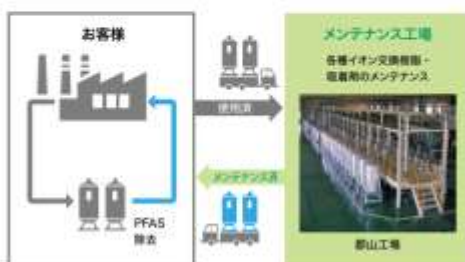 お客様
PFAS
除去
使用済
メンテナンス済
メンテナンス工場
各種イオン交換樹脂・
吸着剤のメンテナンス
郡山工場